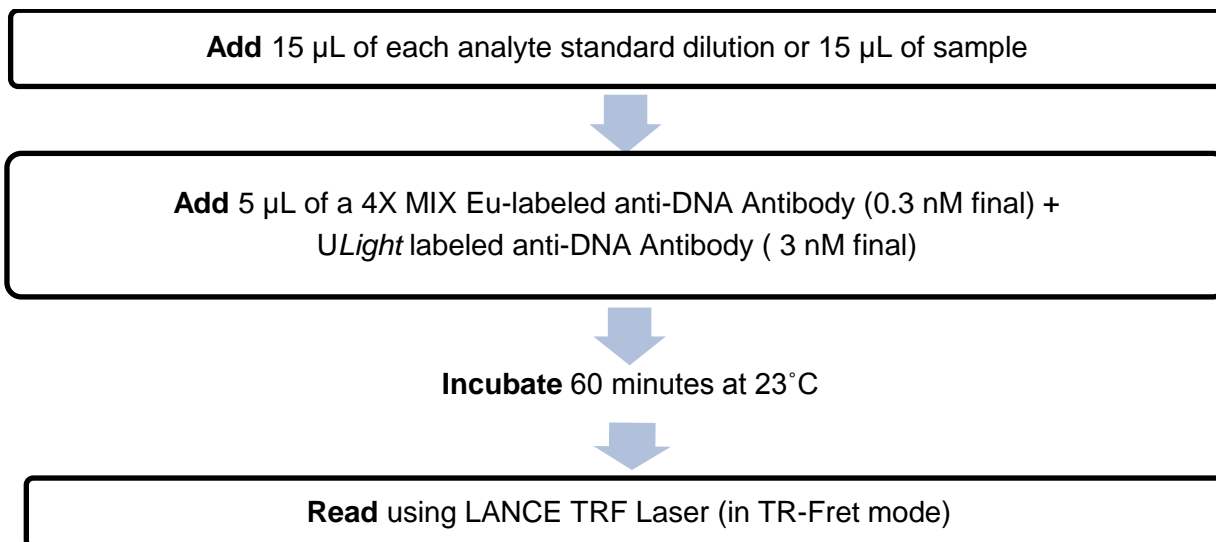 Add 15 µL of each analyte standard dilution or 15 µL of sample
Add 5 µL of a 4X MIX Eu-labeled anti-DNA Antibody (0.3 nM final) +
ULight labeled anti-DNA Antibody ( 3 nM final)
Incubate 60 minutes at 23˚C
Read using LANCE TRF Laser (in TR-Fret mode)